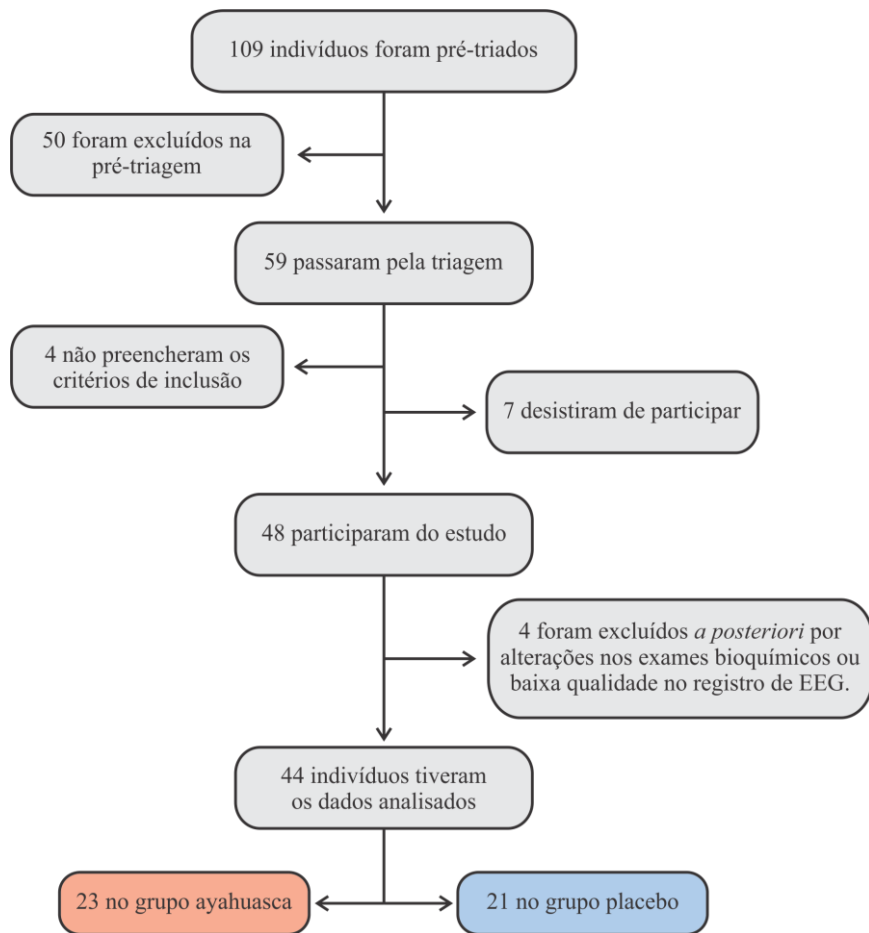 109 indivíduos foram pré-triados
50 foram excluídos na
pré-triagem
59 passaram pela triagem
4 não preencheram os
critérios de inclusão
7 desistiram de participar
48 participaram do estudo
4 foram excluídos a posteriori por
alterações nos exames bioquímicos ou
baixa qualidade no registro de EEG.
44 indivíduos tiveram
os dados analisados
23 no grupo ayahuasca
21 no grupo placebo